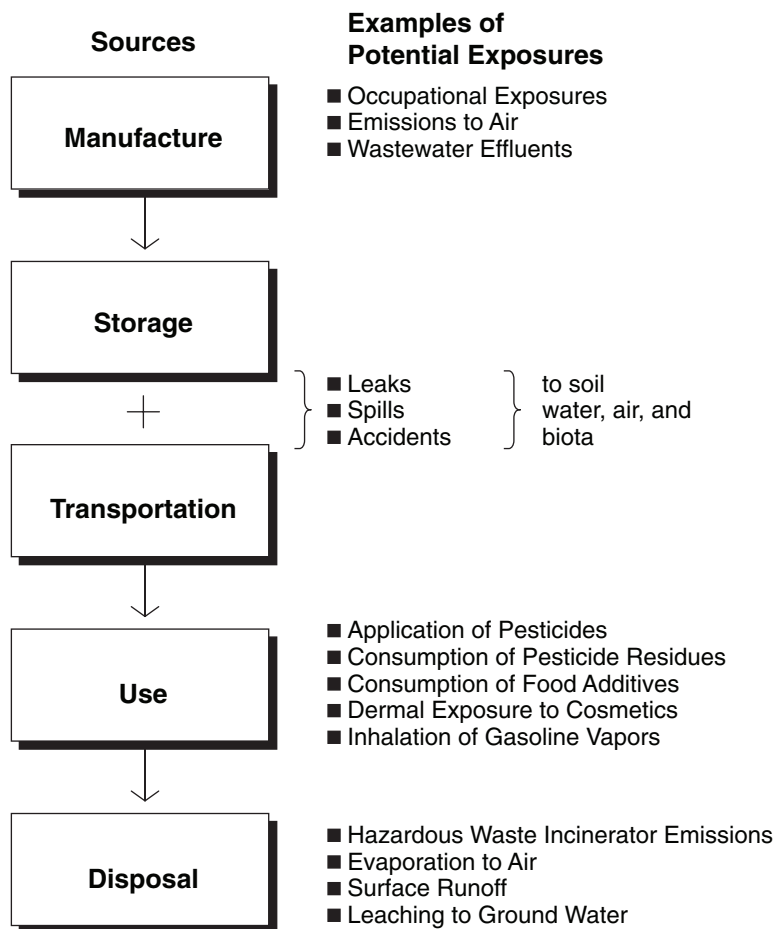 Sources
Examples of
Potential Exposures
Manufacture
■ Occupational Exposures
■ Emissions to Air
■ Wastewater Effluents
Storage
+
■ Leaks
■ Spills
■ Accidents
to soil
water, air, and
biota
Transportation
Use
■ Application of Pesticides
■ Consumption of Pesticide Residues
■ Consumption of Food Additives
■ Dermal Exposure to Cosmetics
■ Inhalation of Gasoline Vapors
Disposal
■ Hazardous Waste Incinerator Emissions
■ Evaporation to Air
■ Surface Runoff
■ Leaching to Ground Water